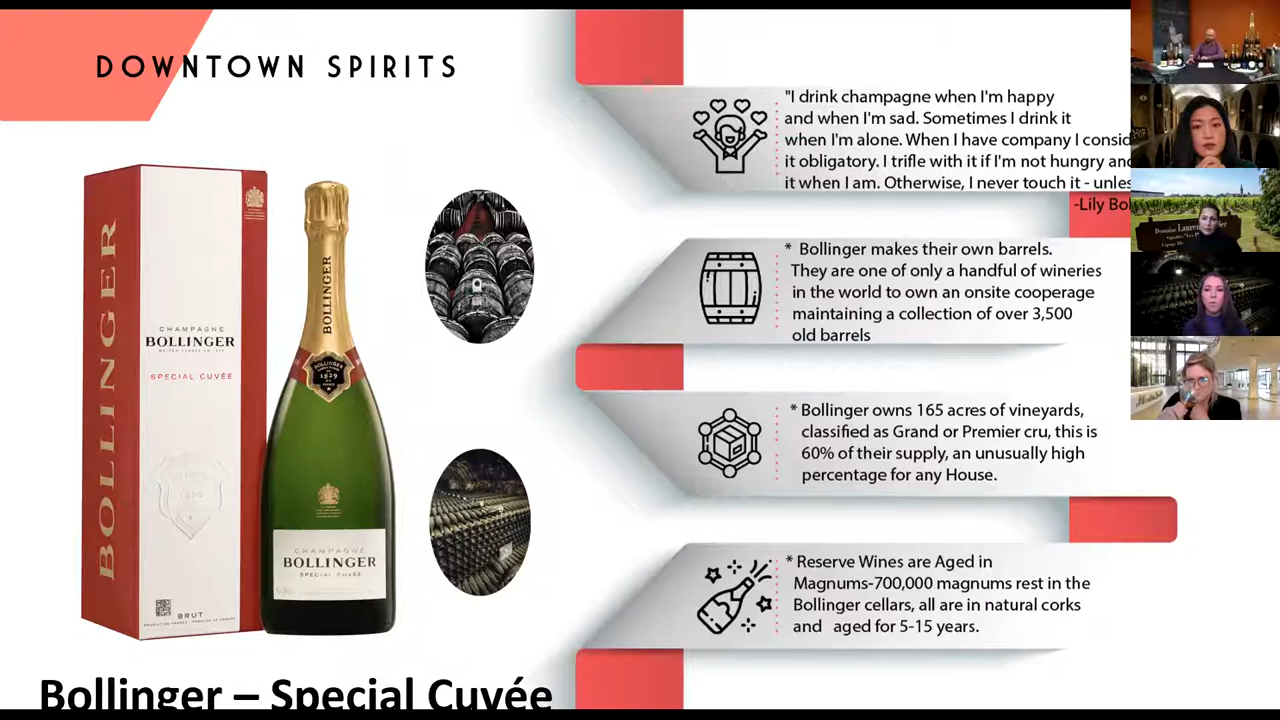 DOWNTOWN SPIRITS
"I drink champagne when I'm happy
and when I'm sad. Sometimes I drink it
when I'm alone. When I have company I
it obligatory. I trifle with it if I'm not hungry
it when I am. Otherwise, I never touch it -
-Lily
* Bollinger makes their own barrels.
They are one of only a handful of wineries
in the world to own an onsite cooperage
maintaining a collection of over 3,500
old barrels
* Bollinger owns 165 acres of vineyards,
classified as Grand or Premier cru, this is
60% of their supply, an unusually high
percentage for any House.
* Reserve Wines are Aged in
Magnums-700,000 magnums rest in the
Bollinger cellars, all are in natural corks
and aged for 5-15 years.
BOLLINGER
CHAMPAGNE
BOLLINGER
SPECIAL CUVÉE
1829
BRUT
BOLLINGER
BOLLINGER
1829
CHAMPAGNE
BOLLINGER
SPECIAL CUVÉE
Bollinger – Special Cuvée
Domaine